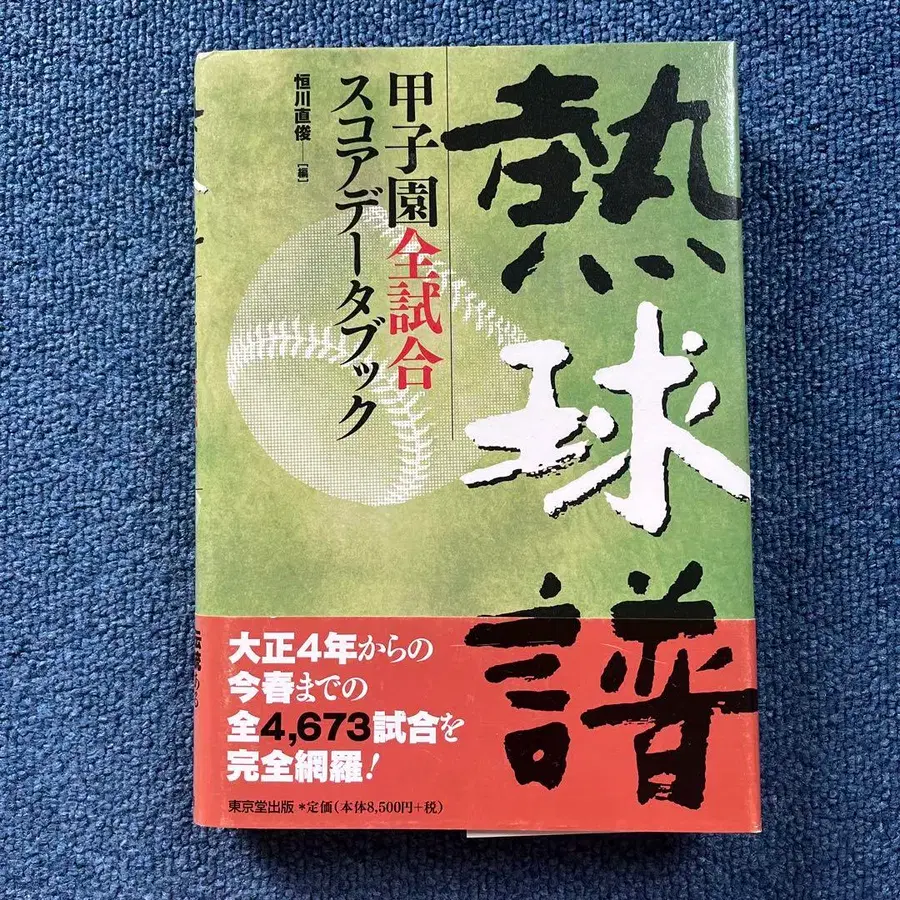 熱球譜
甲子園全試合
スコアデータブック
恒川直俊――[編]
大正4年からの
今春までの
全4,673試合を
完全網羅!
東京堂出版 *定価(本体8,500円+税)